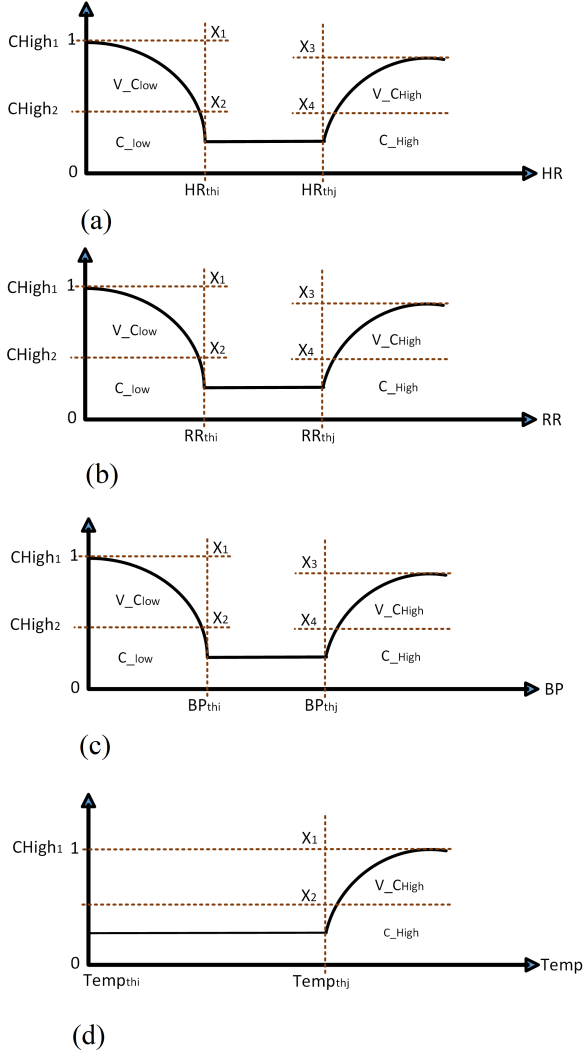 CHigh1 1 X1 X3
V_Clow V_CHigh
CHigh2 X2 X4
C_low C_High
0 HR
HRthi HRthj
(a)
CHigh1 1 X1 X3
V_Clow V_CHigh
CHigh2 X2 X4
C_low C_High
0 RR
RRthi RRthj
(b)
CHigh1 1 X1 X3
V_Clow V_CHigh
CHigh2 X2 X4
C_low C_High
0 BP
BPthi BPthj
(c)
CHigh1 1 X1
V_CHigh
X2
C_High
0 Temp
Tempthi Tempthj
(d)